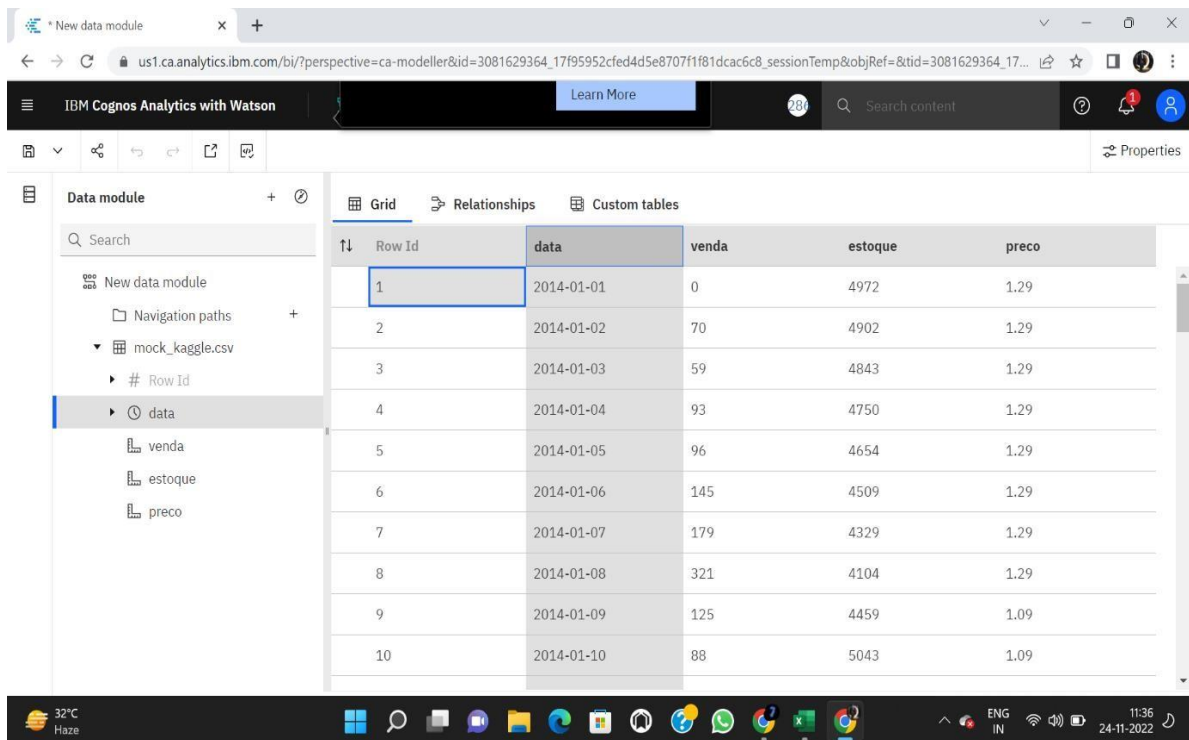 * New data module
us1.ca.analytics.ibm.com/bi/?perspective=ca-modeller&id=3081629364_17f95952cfed4d5e8707f1f81dcac6c8_sessionTemp&objRef=&tid=3081629364_17...
IBM Cognos Analytics with Watson Learn More 286 Search content 1
Properties
Data module
Grid Relationships Custom tables
Search
New data module
Navigation paths
mock_kaggle.csv
# Row Id
data
venda
estoque
preco
Row Id data venda estoque preco
1 2014-01-01 0 4972 1.29
2 2014-01-02 70 4902 1.29
3 2014-01-03 59 4843 1.29
4 2014-01-04 93 4750 1.29
5 2014-01-05 96 4654 1.29
6 2014-01-06 145 4509 1.29
7 2014-01-07 179 4329 1.29
8 2014-01-08 321 4104 1.29
9 2014-01-09 125 4459 1.09
10 2014-01-10 88 5043 1.09
32°C
Haze
7
2
ENG
IN
11:36
24-11-2022